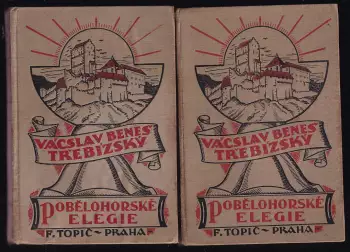 VÁCSLAV BENEŠ
TŘEBÍZSKÝ
POBĚLOHORSKÉ
ELEGIE
F. TOPIČ – PRAHA
VÁCSLAV BENEŠ
TŘEBÍZSKÝ
POBĚLOHORSKÉ
ELEGIE
F. TOPIČ – PRAHA